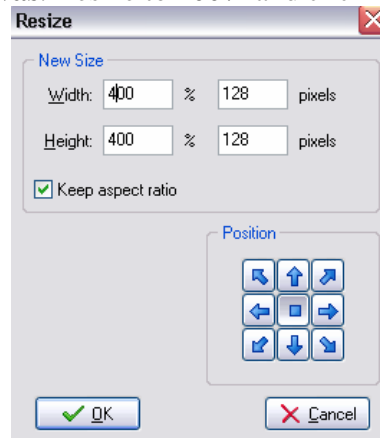 Resize
New Size
Width: 400 % 128 pixels
Height: 400 % 128 pixels
Keep aspect ratio
Position
OK
Cancel